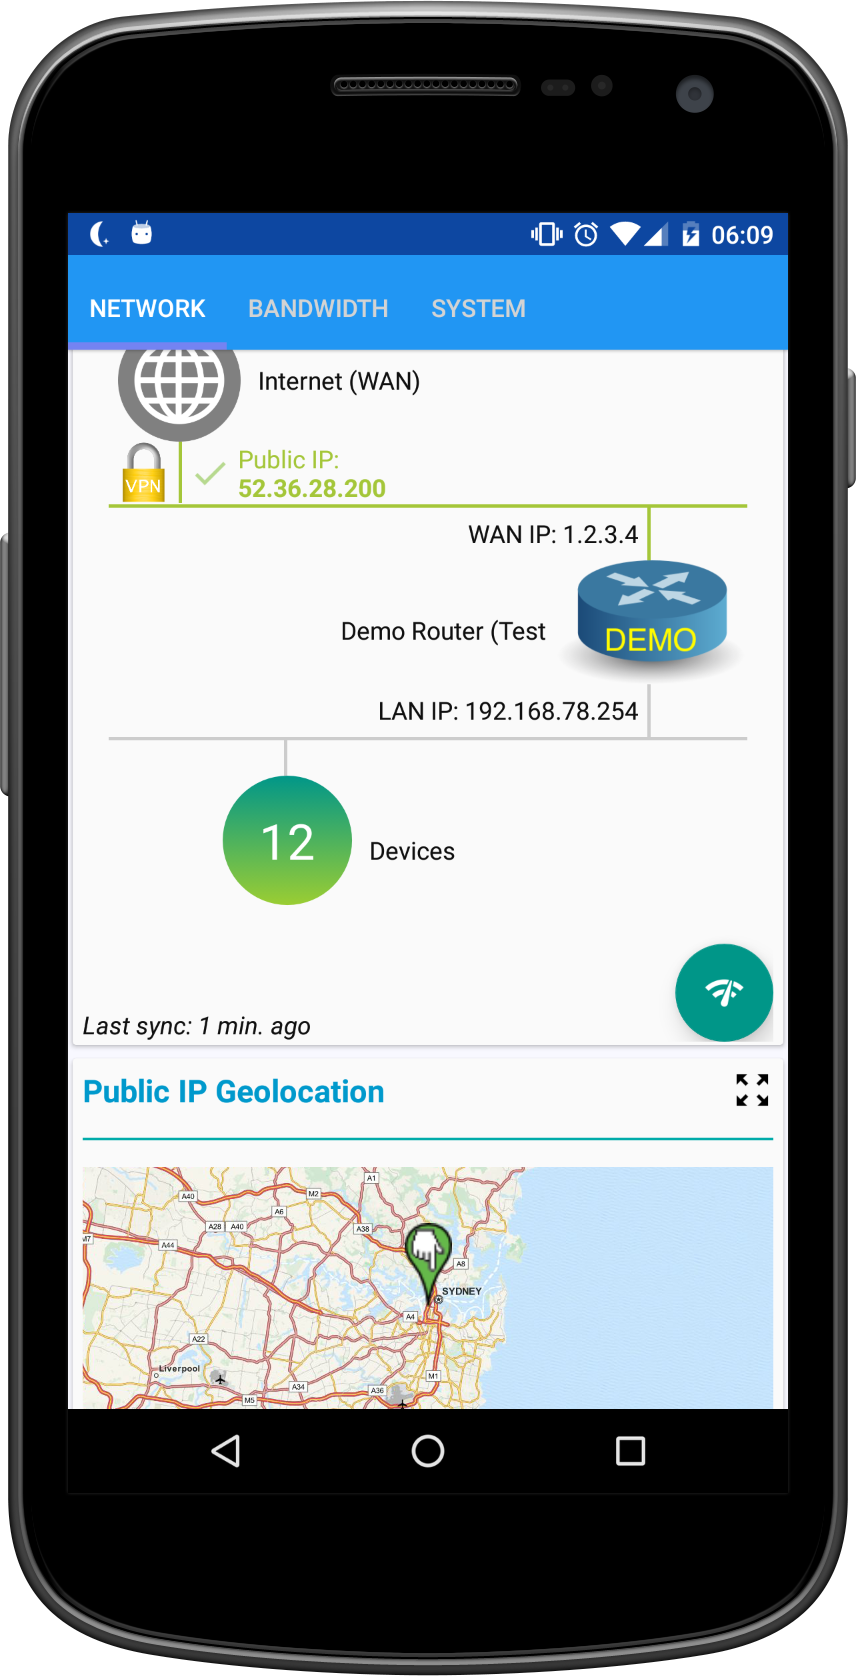 06:09
NETWORK BANDWIDTH SYSTEM
Internet (WAN)
VPN
Public IP:
52.36.28.200
WAN IP: 1.2.3.4
Demo Router (Test
DEMO
LAN IP: 192.168.78.254
12
Devices
Last sync: 1 min. ago
Public IP Geolocation
A1
A40
M2
A6
A28
A40
A38
M7
A44
A8
SYDNEY
A4
A22
Liverpool
M1
A34
A36
M5